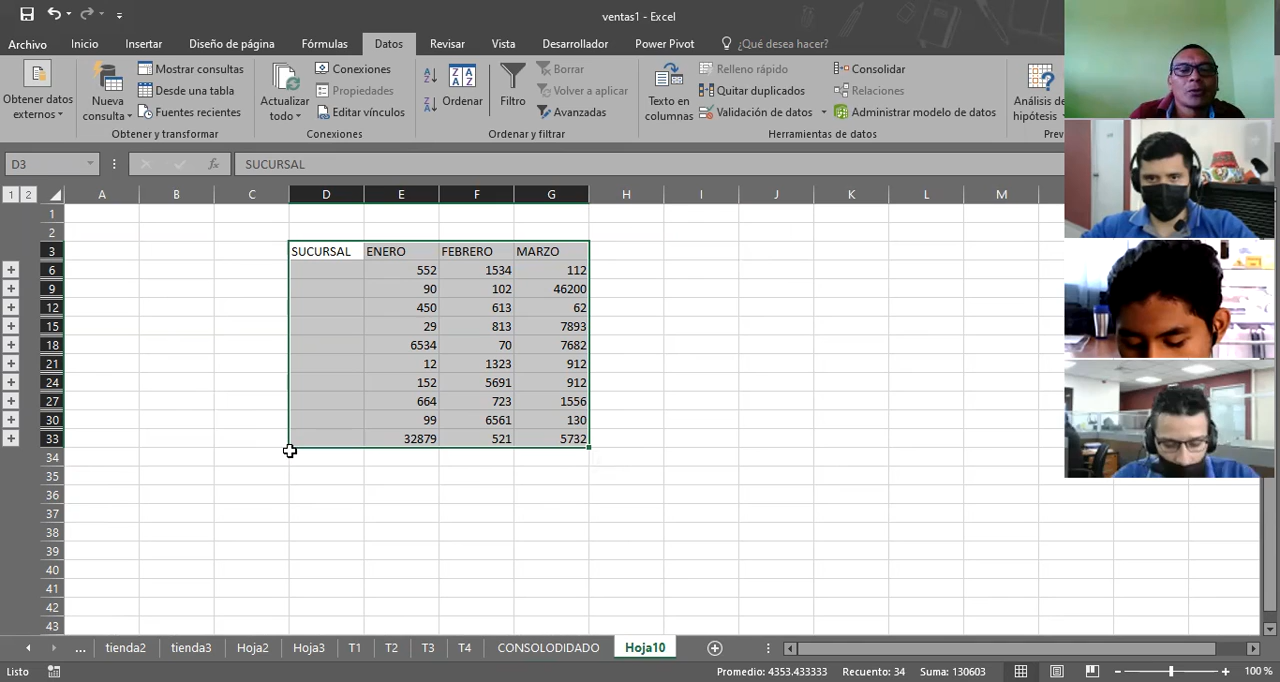 ventas1 - Excel
Archivo Inicio Insertar Diseño de página Fórmulas Datos Revisar Vista Desarrollador Power Pivot ¿Qué desea hacer?
Obtener datos externos
Nueva consulta
Mostrar consultas
Desde una tabla
Fuentes recientes
Obtener y transformar
Actualizar todo
Conexiones
Propiedades
Editar vínculos
Conexiones
Ordenar
Filtro
Borrar
Volver a aplicar
Avanzadas
Ordenar y filtrar
Texto en columnas
Relleno rápido
Quitar duplicados
Validación de datos
Consolidar
Relaciones
Administrar modelo de datos
Herramientas de datos
Análisis de hipótesis
D3 fx SUCURSAL
1 2 A B C D E F G H I J K L M
1
2
3 SUCURSAL ENERO FEBRERO MARZO
6 552 1534 112
9 90 102 46200
12 450 613 62
15 29 813 7893
18 6534 70 7682
21 12 1323 912
24 152 5691 912
27 664 723 1556
30 99 6561 130
33 32879 521 5732
34
35
36
37
38
39
40
41
42
43
... tienda2 tienda3 Hoja2 Hoja3 T1 T2 T3 T4 CONSOLODIDADO Hoja10
Listo Promedio: 4353.433333 Recuento: 34 Suma: 130603 100 %